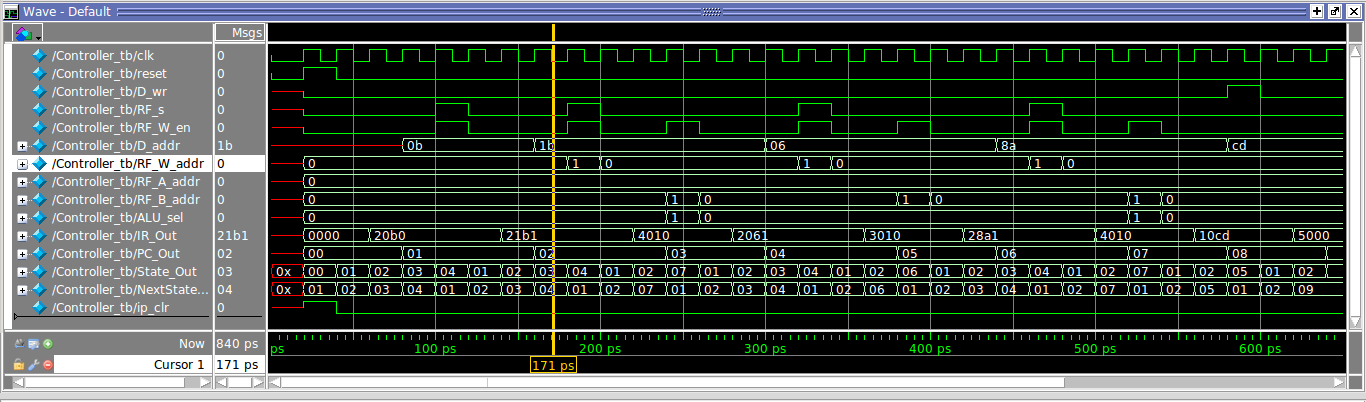 Wave - Default
Msgs
/Controller_tb/clk 0
/Controller_tb/reset 0
/Controller_tb/D_wr 0
/Controller_tb/RF_s 0
/Controller_tb/RF_W_en 0
/Controller_tb/D_addr 1b 0b 1b 06 8a cd
/Controller_tb/RF_W_addr 0 0 1 0 1 0 1 0
/Controller_tb/RF_A_addr 0 0
/Controller_tb/RF_B_addr 0 0 1 0 1 0 1 0
/Controller_tb/ALU_sel 0 0 1 0 1 0
/Controller_tb/IR_Out 21b1 0000 20b0 21b1 4010 2061 3010 28a1 4010 10cd 5000
/Controller_tb/PC_Out 02 00 01 02 03 04 05 06 07 08
/Controller_tb/State_Out 03 0x 00 01 02 03 04 01 02 03 04 01 02 07 01 02 03 04 01 02 06 01 02 03 04 01 02 07 01 02 05 01 02
/Controller_tb/NextState... 04 0x 01 02 03 04 01 02 03 04 01 02 07 01 02 03 04 01 02 06 01 02 03 04 01 02 07 01 02 05 01 02 09
/Controller_tb/ip_clr 0
Now 840 ps ps 100 ps 200 ps 300 ps 400 ps 500 ps 600 ps
Cursor 1 171 ps 171 ps